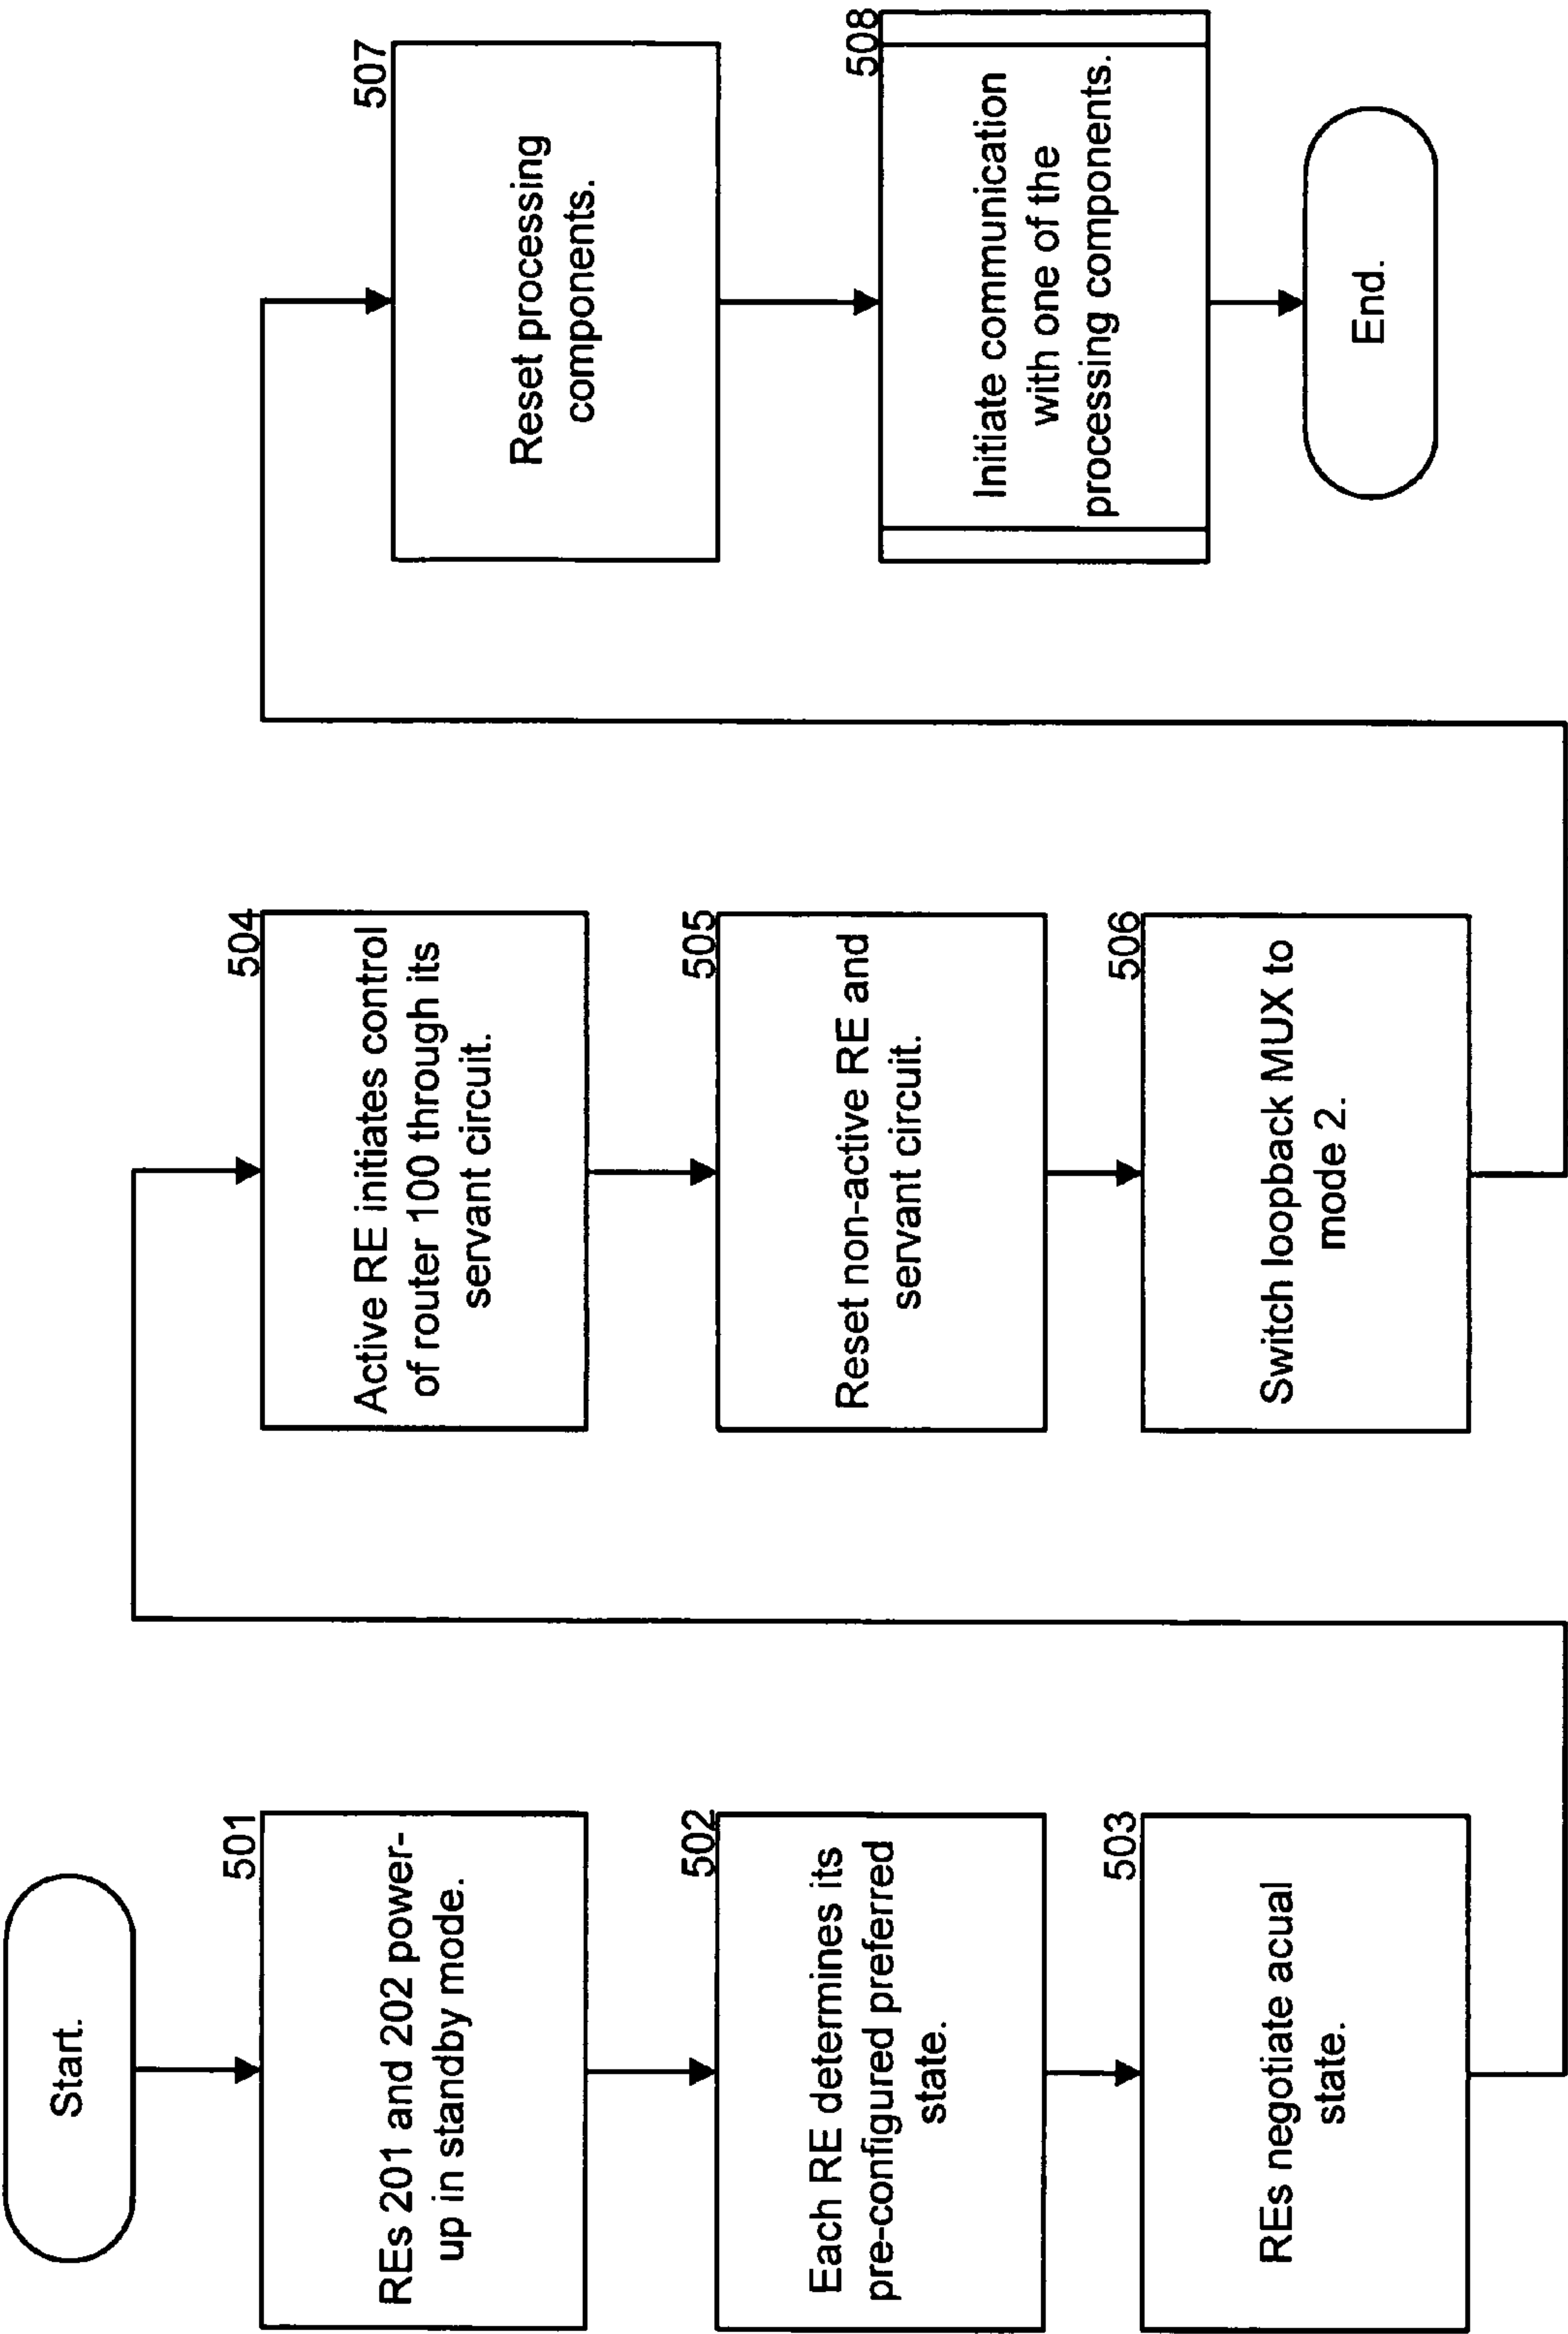 Start.
501
REs 201 and 202 power-
up in standby mode.
502
Each RE determines its
pre-configured preferred
state.
503
REs negotiate acual
state.
504
Active RE initiates control
of router 100 through its
servant circuit.
505
Reset non-active RE and
servant circuit.
506
Switch loopback MUX to
mode 2.
507
Reset processing
components.
508
Initiate communication
with one of the
processing components.
End.